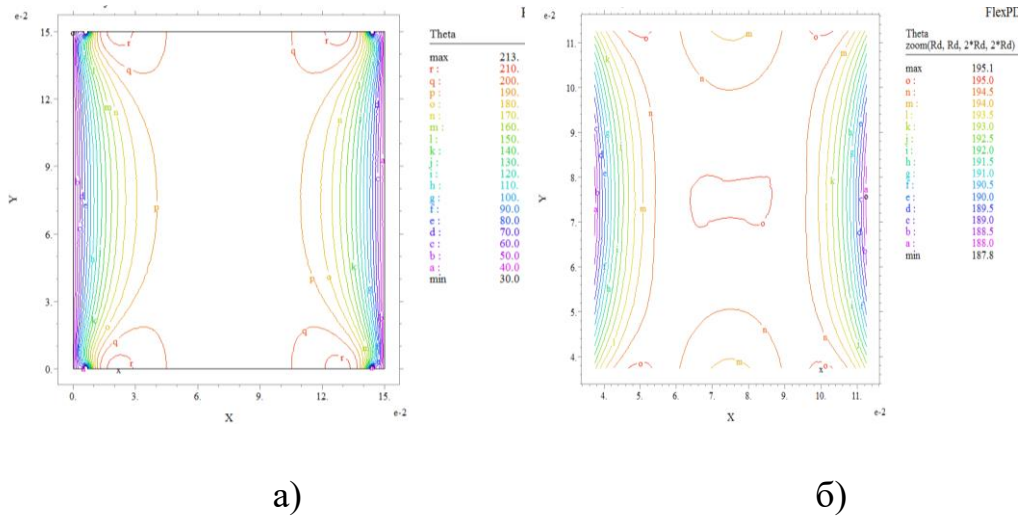 e-2
15.
12.
9.
6.
3.
0.
Y
0.
3.
6.
9.
12.
15.
e-2
X
Theta
max 213.
r : 210.
q : 200.
p : 190.
o : 180.
n : 170.
m : 160.
l : 150.
k : 140.
j : 130.
i : 120.
h : 110.
g : 100.
f : 90.0
e : 80.0
d : 70.0
c : 60.0
b : 50.0
a : 40.0
min 30.0
e-2
11.
10.
9.
8.
7.
6.
5.
4.
Y
4.
5.
6.
7.
8.
9.
10.
11.
e-2
X
FlexPD
Theta
zoom(Rd, Rd, 2*Rd, 2*Rd)
max 195.1
o : 195.0
n : 194.5
m : 194.0
l : 193.5
k : 193.0
j : 192.5
i : 192.0
h : 191.5
g : 191.0
f : 190.5
e : 190.0
d : 189.5
c : 189.0
b : 188.5
a : 188.0
min 187.8
а)
б)